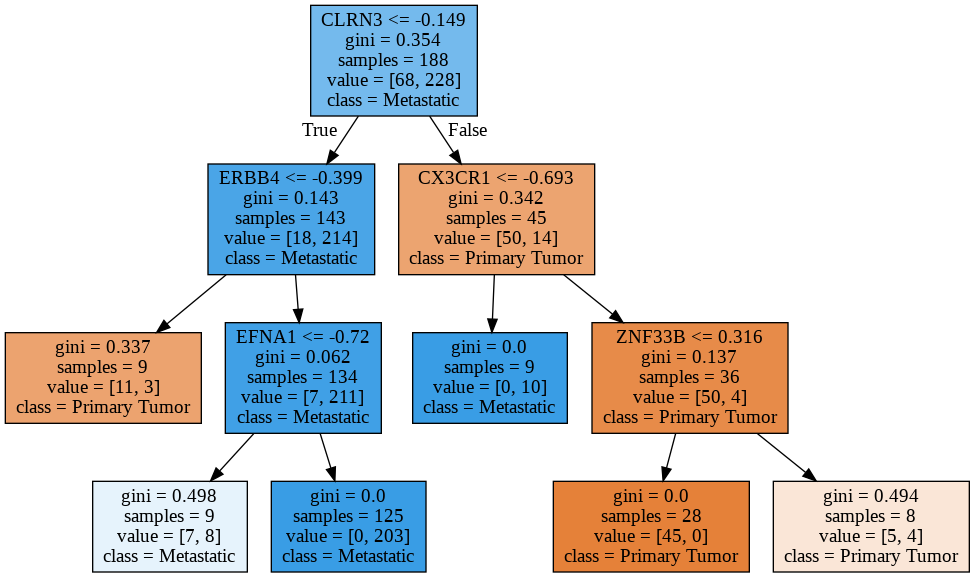 CLRN3 <= -0.149
gini = 0.354
samples = 188
value = [68, 228]
class = Metastatic
True
False
ERBB4 <= -0.399
gini = 0.143
samples = 143
value = [18, 214]
class = Metastatic
CX3CR1 <= -0.693
gini = 0.342
samples = 45
value = [50, 14]
class = Primary Tumor
gini = 0.337
samples = 9
value = [11, 3]
class = Primary Tumor
EFNA1 <= -0.72
gini = 0.062
samples = 134
value = [7, 211]
class = Metastatic
gini = 0.0
samples = 9
value = [0, 10]
class = Metastatic
ZNF33B <= 0.316
gini = 0.137
samples = 36
value = [50, 4]
class = Primary Tumor
gini = 0.498
samples = 9
value = [7, 8]
class = Metastatic
gini = 0.0
samples = 125
value = [0, 203]
class = Metastatic
gini = 0.0
samples = 28
value = [45, 0]
class = Primary Tumor
gini = 0.494
samples = 8
value = [5, 4]
class = Primary Tumor